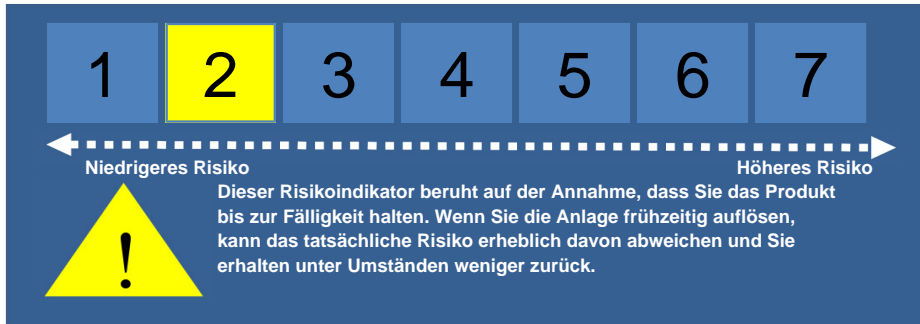 1 2 3 4 5 6 7
Niedrigeres Risiko Höheres Risiko
Dieser Risikoindikator beruht auf der Annahme, dass Sie das Produkt
bis zur Fälligkeit halten. Wenn Sie die Anlage frühzeitig auflösen,
kann das tatsächliche Risiko erheblich davon abweichen und Sie
erhalten unter Umständen weniger zurück.
!